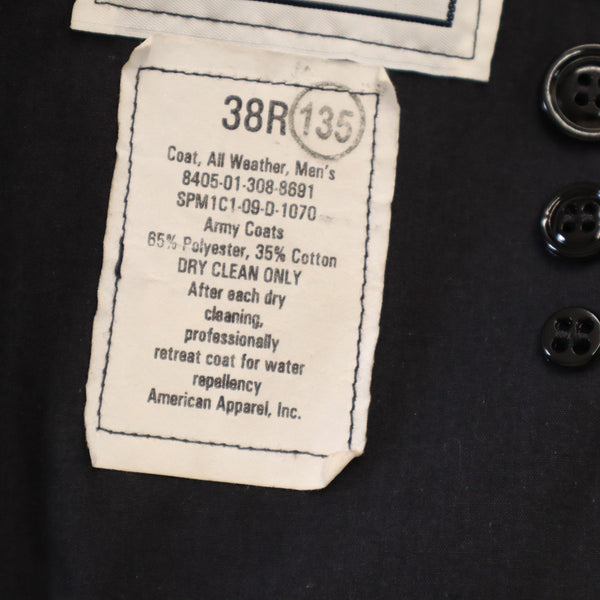 38R 135
Coat, All Weather, Men's
8405-01-308-8691
SPM1C1-09-D-1070
Army Coats
65% Polyester, 35% Cotton
DRY CLEAN ONLY
After each dry
cleaning,
professionally
retreat coat for water
repellency
American Apparel, Inc.